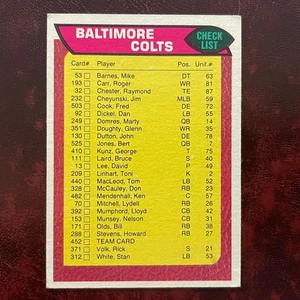 BALTIMORE
COLTS
CHECK
LIST
Card# Player Pos. Unif.#
53 Barnes, Mike DT 63
193 Carr, Roger WR 81
32 Chester, Raymond TE 87
232 Cheyunski, Jim MLB 59
503 Cook, Fred DE 72
92 Dickel, Dan LB 55
249 Domres, Marty QB 14
351 Doughty, Glenn WR 35
130 Dutton, John DE 78
525 Jones, Bert QB 7
410 Kunz, George T 75
111 Laird, Bruce S 40
13 Lee, David P 49
209 Linhart, Toni K 2
440 MacLeod, Tom LB 52
328 McCauley, Don RB 23
482 Mendenhall, Ken C 57
70 Mitchell, Lydell RB 26
392 Mumphord, Lloyd CB 42
153 Munsey, Nelson CB 31
171 Olds, Bill RB 38
288 Stevens, Howard RB 27
452 TEAM CARD
371 Volk, Rick S 21
312 White, Stan LB 53